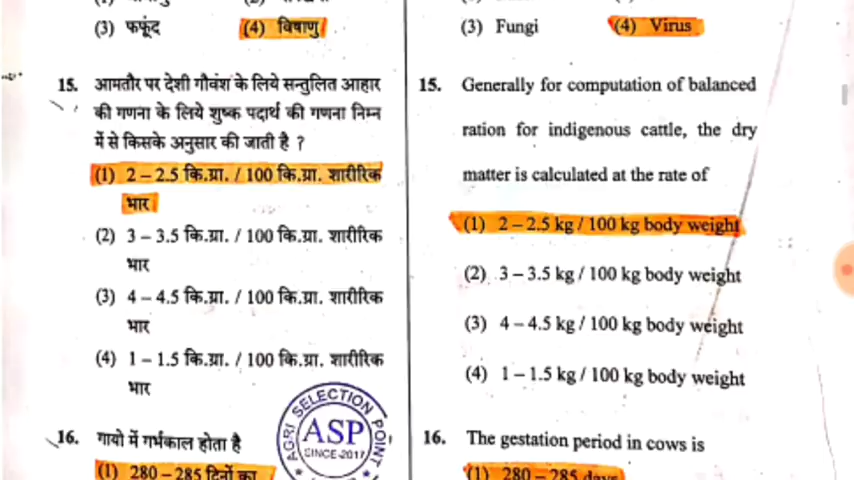 (3) फफूंद
(4) विषाणु
15. आमतौर पर देशी गौवंश के लिये सन्तुलित आहार
की गणना के लिये शुष्क पदार्थ की गणना निम्न
में से किसके अनुसार की जाती है ?
(1) 2 – 2.5 कि.ग्रा. / 100 कि.ग्रा. शारीरिक
भार
(2) 3 – 3.5 कि.ग्रा. / 100 कि.ग्रा. शारीरिक
भार
(3) 4 – 4.5 कि.ग्रा. / 100 कि.ग्रा. शारीरिक
भार
(4) 1 – 1.5 कि.ग्रा. / 100 कि.ग्रा. शारीरिक
भार
16. गायो में गर्भकाल होता है
(1) 280 – 285 दिनों का
AGRI SELECTION POINT
ASP
SINCE-2017
(3) Fungi
(4) Virus
15. Generally for computation of balanced
ration for indigenous cattle, the dry
matter is calculated at the rate of
(1) 2 – 2.5 kg / 100 kg body weight
(2) 3 – 3.5 kg / 100 kg body weight
(3) 4 – 4.5 kg / 100 kg body weight
(4) 1 – 1.5 kg / 100 kg body weight
16. The gestation period in cows is
(1) 280 – 285 days